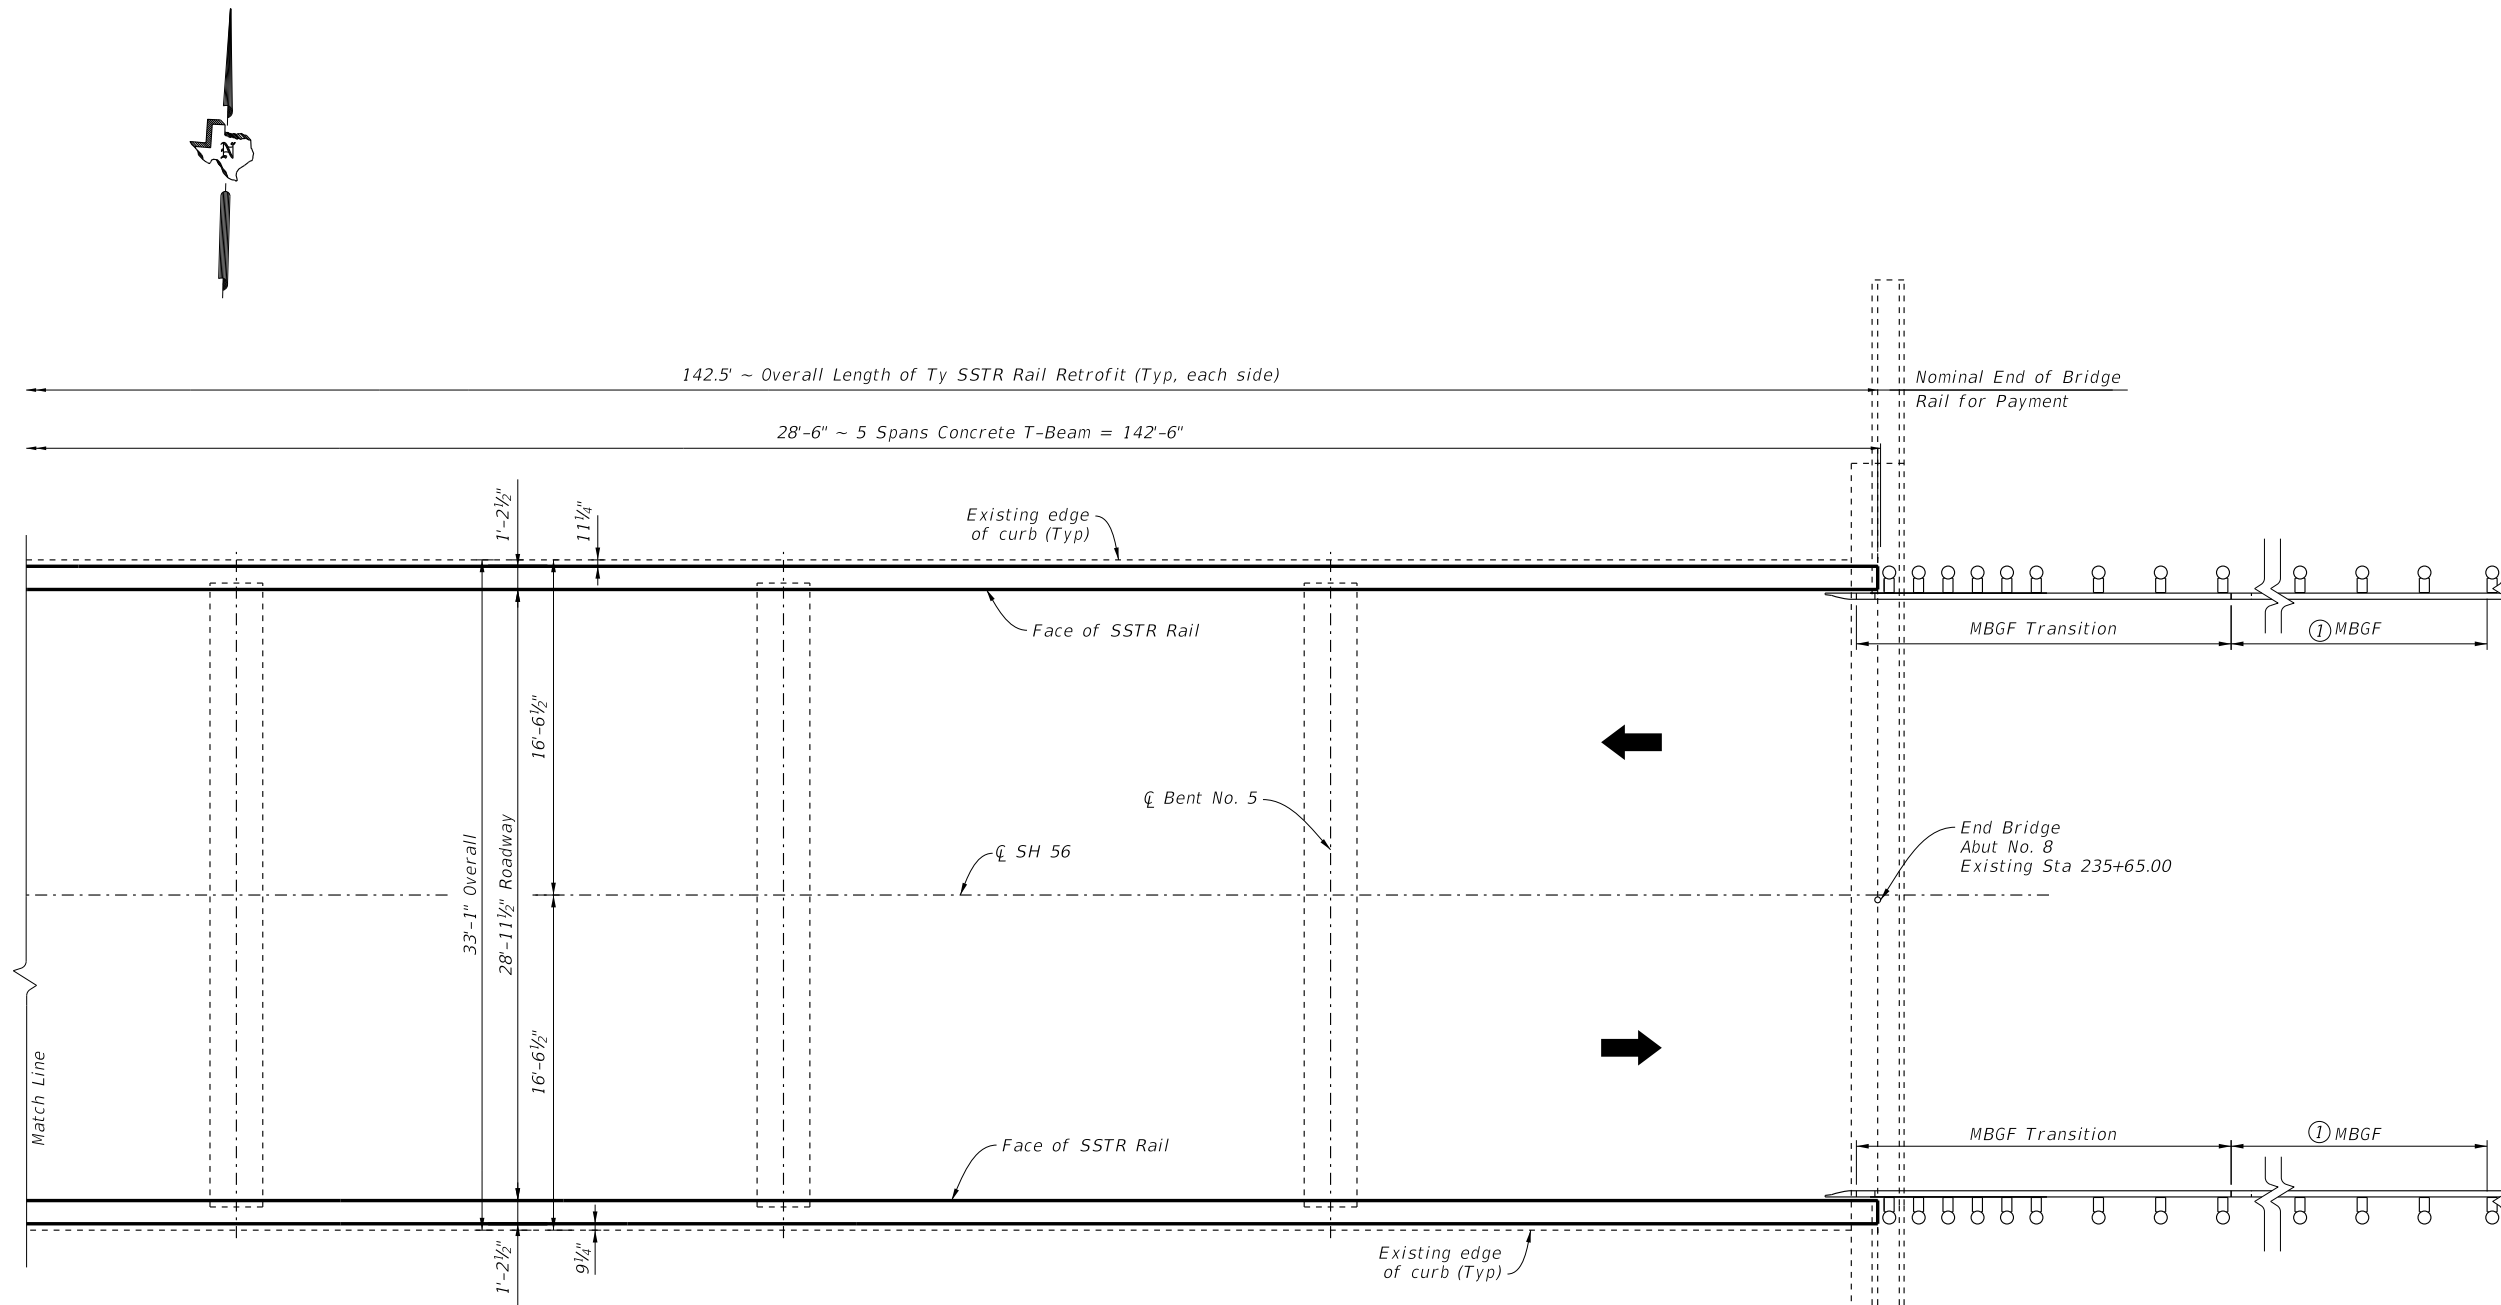 N
142.5' ~ Overall Length of Ty SSTR Rail Retrofit (Typ, each side)
Nominal End of Bridge
Rail for Payment
28'-6" ~ 5 Spans Concrete T-Beam = 142'-6"
1'-2½"
11¼"
Existing edge
of curb (Typ)
Face of SSTR Rail
MBGF Transition
1 MBGF
16'-6½"
℄ Bent No. 5
℄ SH 56
End Bridge
Abut No. 8
Existing Sta 235+65.00
33'-1" Overall
28'-11½" Roadway
16'-6½"
Match Line
Face of SSTR Rail
MBGF Transition
1 MBGF
1'-2½"
9¼"
Existing edge
of curb (Typ)